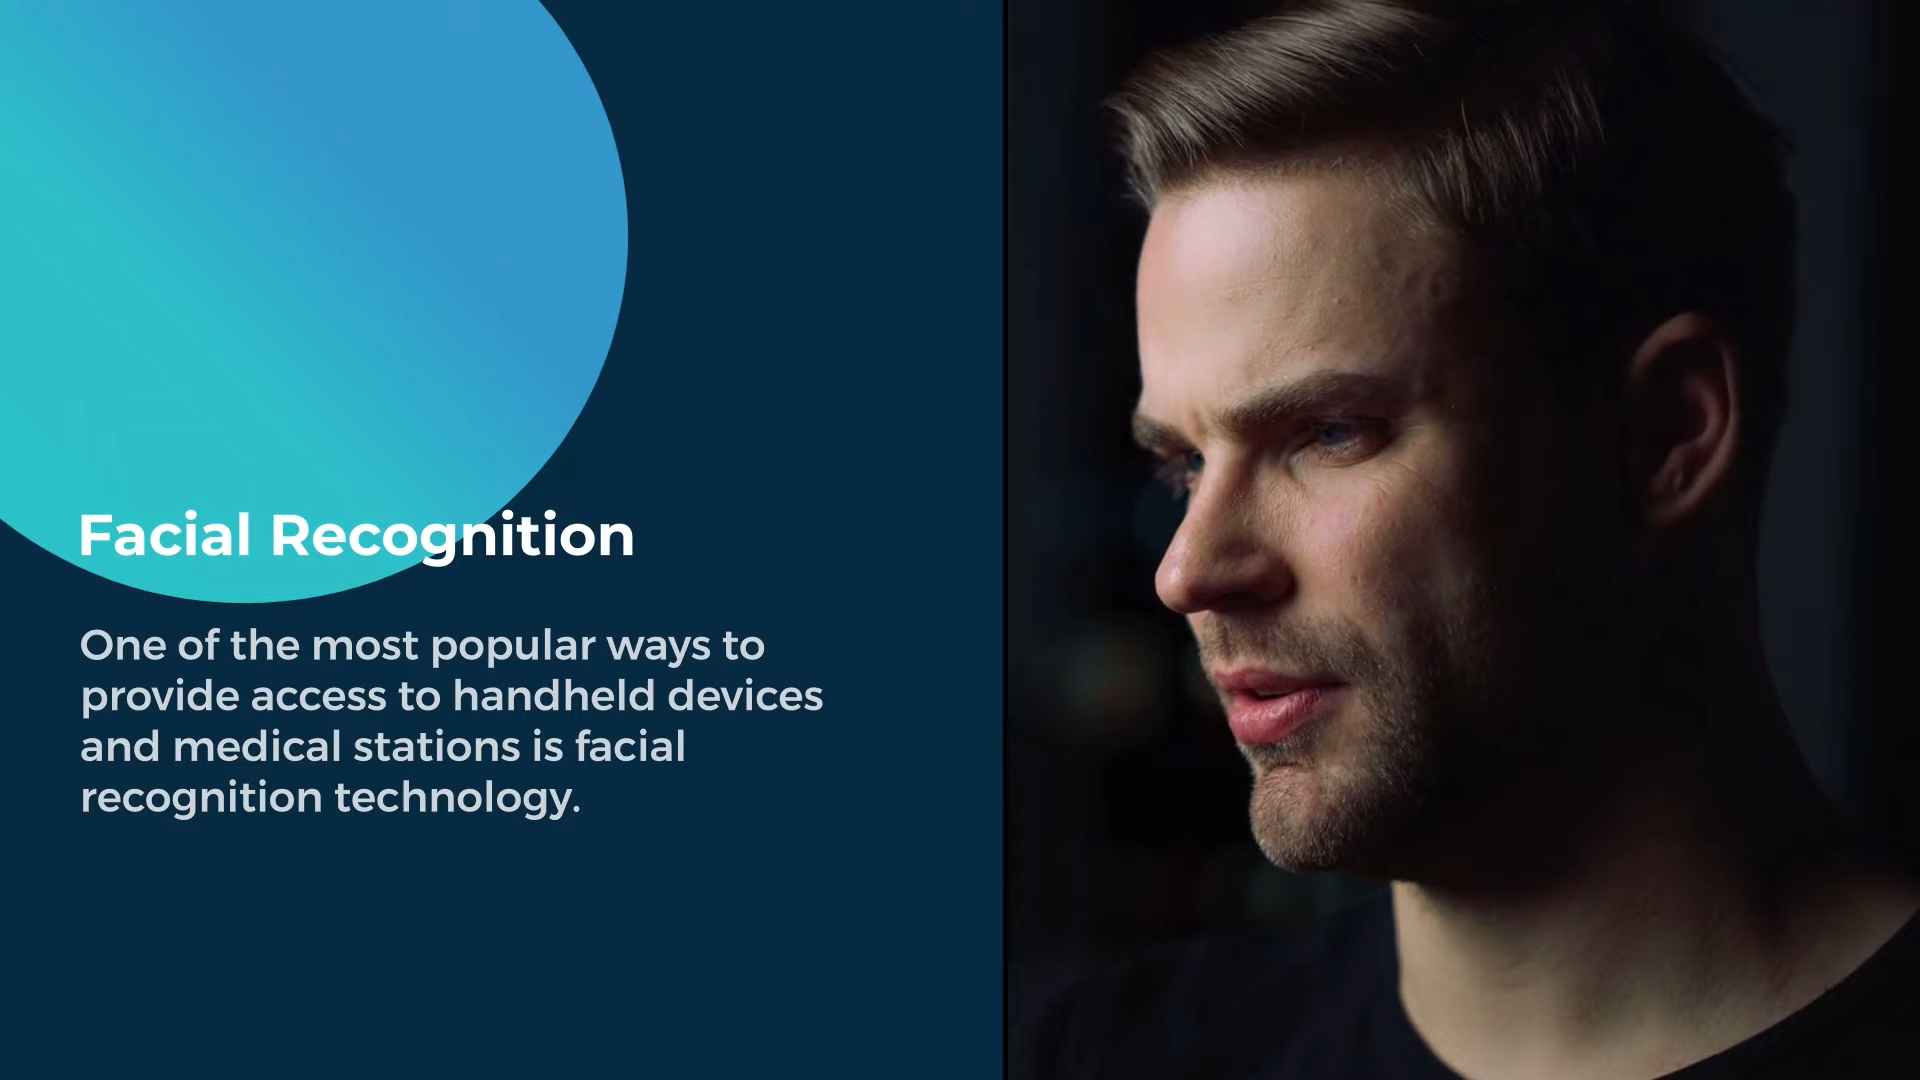 Facial Recognition
One of the most popular ways to
provide access to handheld devices
and medical stations is facial
recognition technology.